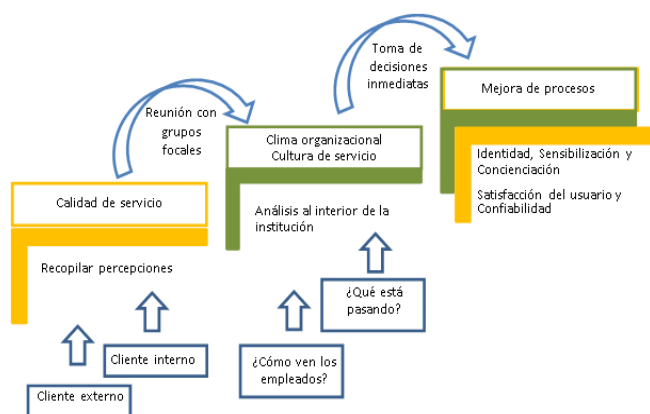 Toma de
decisiones
inmediatas
Mejora de procesos
Reunión con
grupos
focales
Clima organizacional
Cultura de servicio
Identidad, Sensibilización y
Concienciación
Satisfacción del usuario y
Confiabilidad
Calidad de servicio
Análisis al interior de la
institución
Recopilar percepciones
¿Qué está
pasando?
Cliente interno
¿Cómo ven los
empleados?
Cliente externo